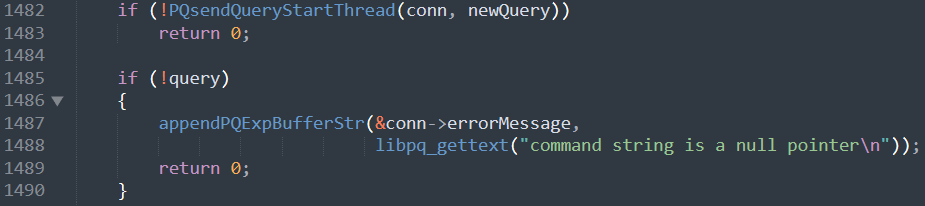 1482 if (!PQsendQueryStartThread(conn, newQuery))
1483 return 0;
1484
1485 if (!query)
1486 {
1487 appendPQExpBufferStr(&conn->errorMessage,
1488 libpq_gettext("command string is a null pointer\n"));
1489 return 0;
1490 }